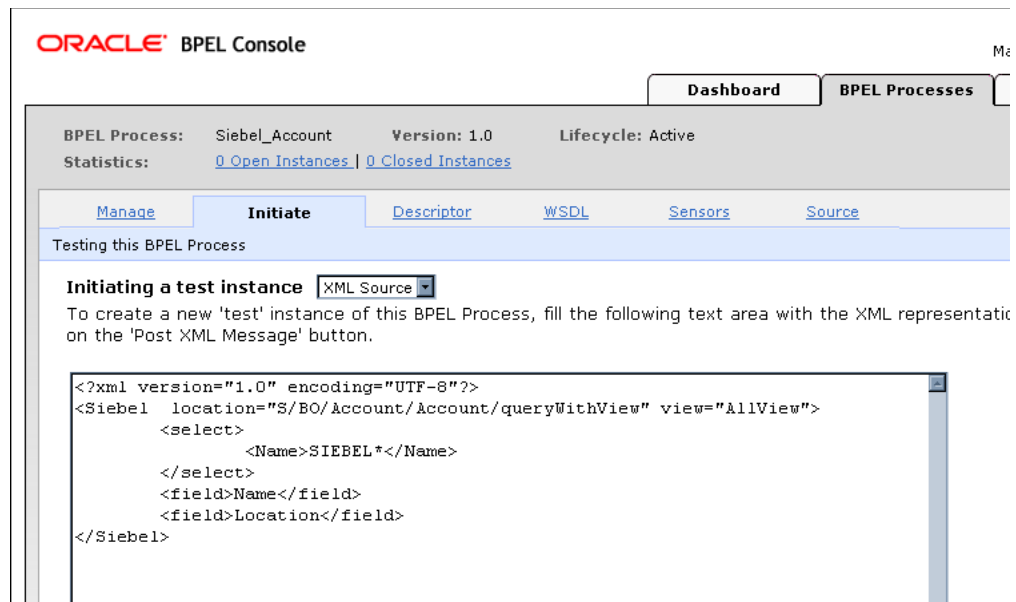 ORACLE BPEL Console
Ma
Dashboard BPEL Processes
BPEL Process: Siebel_Account Version: 1.0 Lifecycle: Active
Statistics: 0 Open Instances | 0 Closed Instances
Manage Initiate Descriptor WSDL Sensors Source
Testing this BPEL Process
Initiating a test instance XML Source
To create a new 'test' instance of this BPEL Process, fill the following text area with the XML representatio
on the 'Post XML Message' button.
<?xml version="1.0" encoding="UTF-8"?>
<Siebel location="S/BO/Account/Account/queryWithView" view="AllView">
<select>
<Name>SIEBEL*</Name>
</select>
<field>Name</field>
<field>Location</field>
</Siebel>